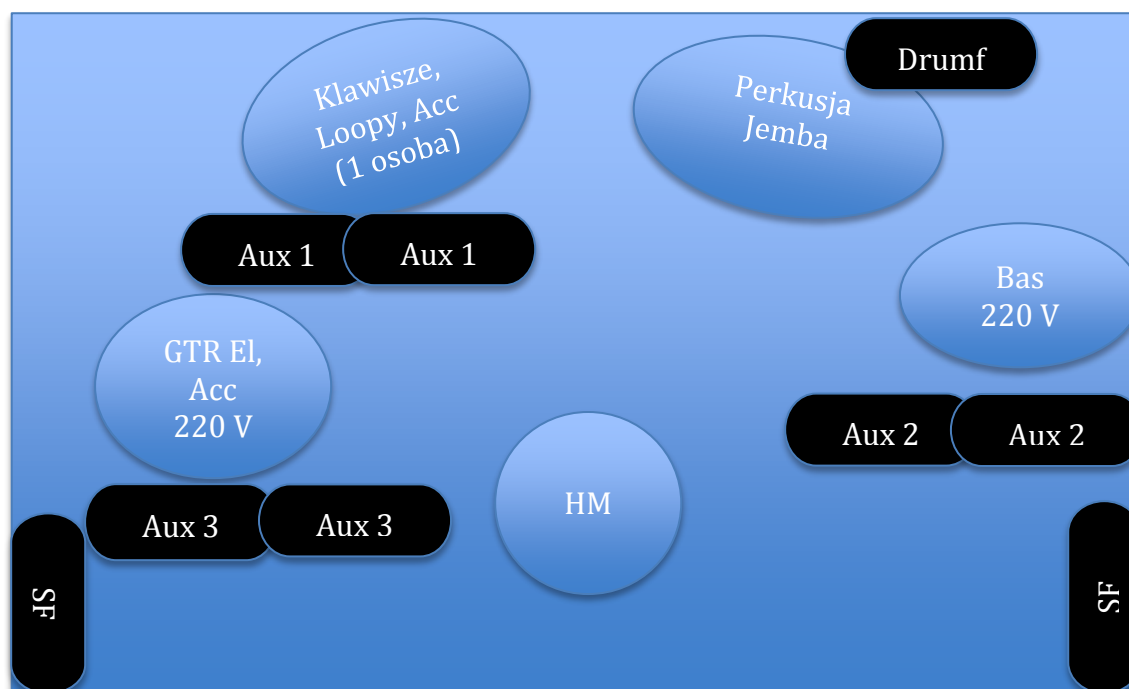 Klawisze,
Loopy, Acc
(1 osoba)
Drumf
Perkusja
Jemba
Aux 1
Aux 1
Bas
220 V
GTR El,
Acc
220 V
Aux 2
Aux 2
HM
Aux 3
Aux 3
SF
SF